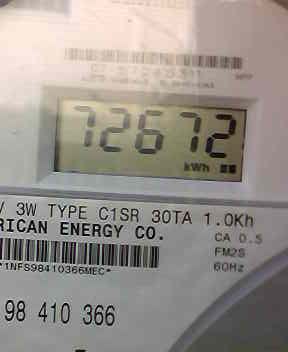 72672
kWh
V 3W TYPE C1SR 30TA 1.0Kh
RICAN ENERGY CO.
CA 0.5
FM2S
60Hz
*1NFS98410366MEC*
98 410 366